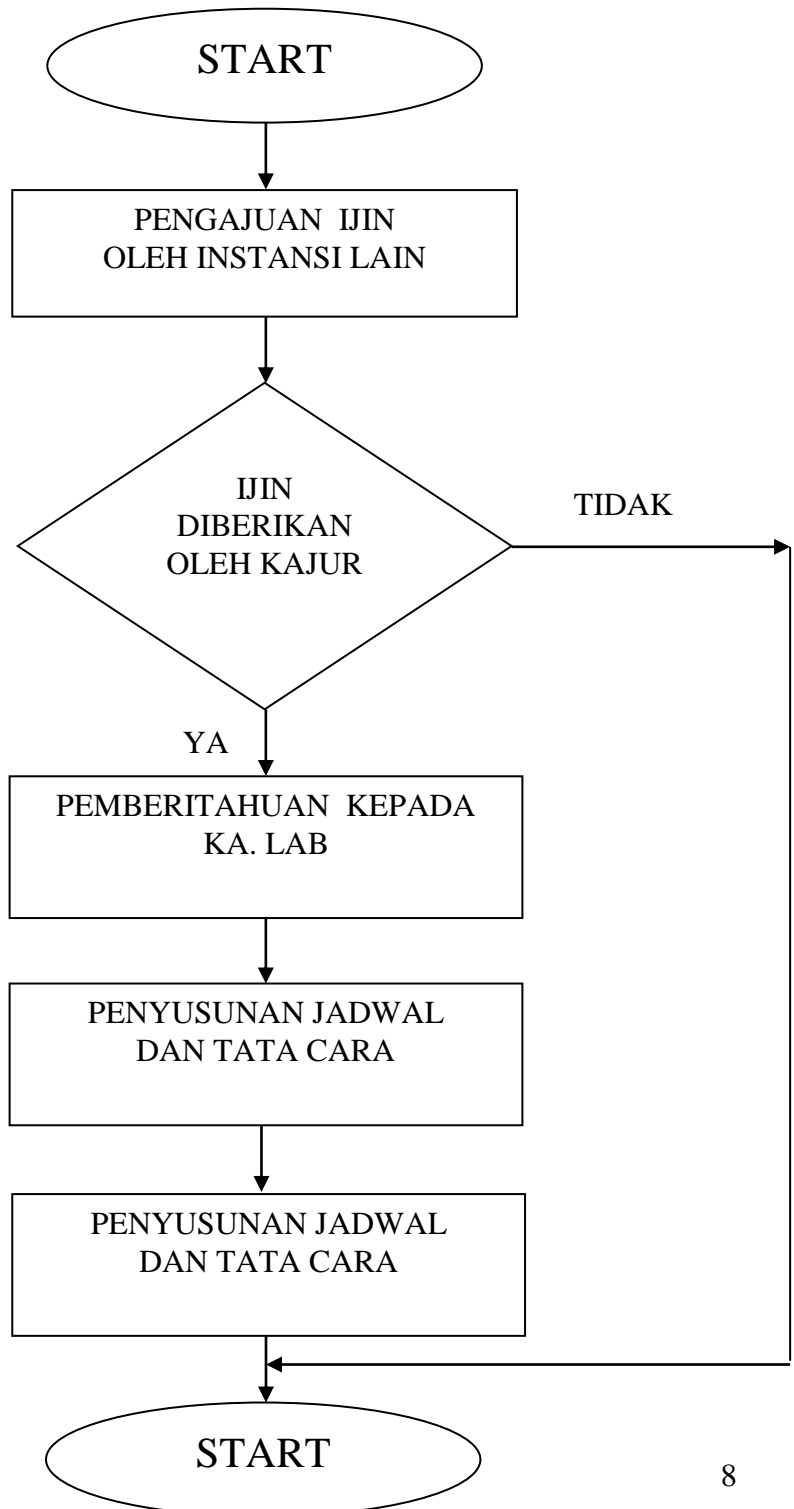 START
PENGAJUAN IJIN
OLEH INSTANSI LAIN
IJIN
DIBERIKAN
OLEH KAJUR
TIDAK
YA
PEMBERITAHUAN KEPADA
KA. LAB
PENYUSUNAN JADWAL
DAN TATA CARA
PENYUSUNAN JADWAL
DAN TATA CARA
START
8